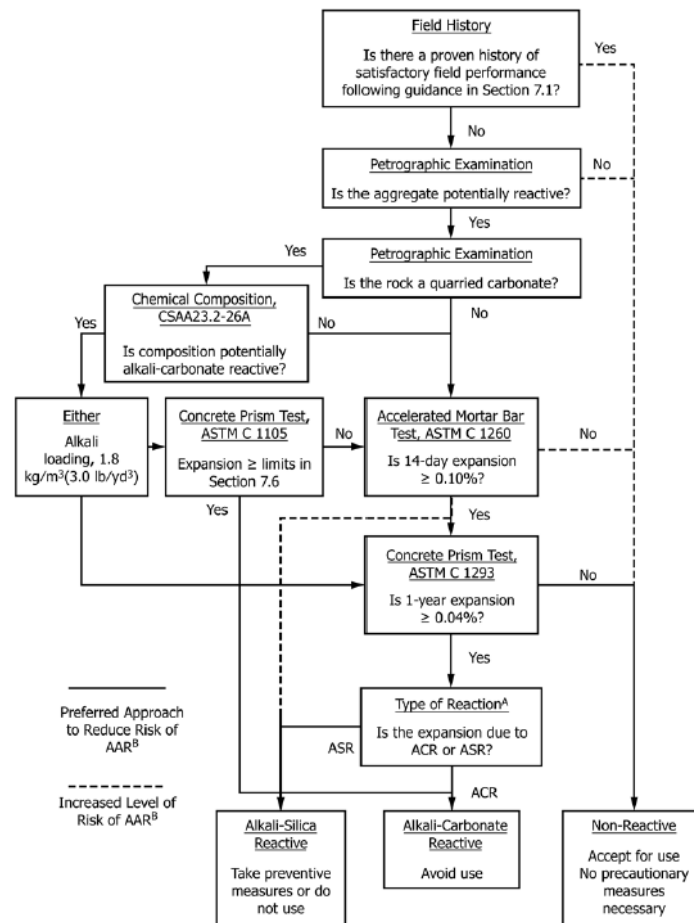 Field History
Is there a proven history of
satisfactory field performance
following guidance in Section 7.1?
Yes
No
Petrographic Examination
Is the aggregate potentially reactive?
No
Yes
Petrographic Examination
Is the rock a quarried carbonate?
Yes
No
Chemical Composition,
CSAA23.2-26A
Is composition potentially
alkali-carbonate reactive?
Yes
No
Either
Alkali
loading, 1.8
kg/m³(3.0 lb/yd³)
Concrete Prism Test,
ASTM C 1105
Expansion ≥ limits in
Section 7.6
No
Yes
Accelerated Mortar Bar
Test, ASTM C 1260
Is 14-day expansion
≥ 0.10%?
No
Yes
Concrete Prism Test,
ASTM C 1293
Is 1-year expansion
≥ 0.04%?
No
Yes
Type of Reactionᴬ
Is the expansion due to
ACR or ASR?
ASR
ACR
Preferred Approach
to Reduce Risk of
AARᴮ
Increased Level of
Risk of AARᴮ
Alkali-Silica
Reactive
Take preventive
measures or do
not use
Alkali-Carbonate
Reactive
Avoid use
Non-Reactive
Accept for use
No precautionary
measures
necessary